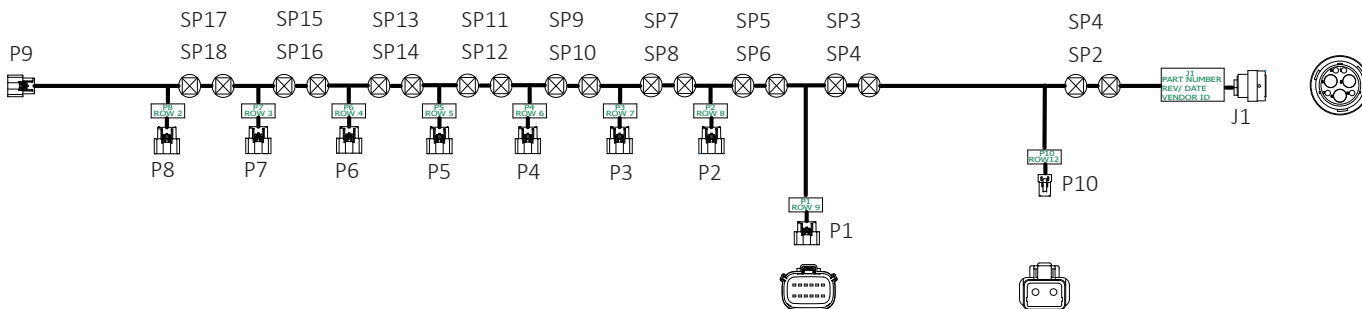 SP17 SP15 SP13 SP11 SP9 SP7 SP5 SP3 SP4
P9 SP18 SP16 SP14 SP12 SP10 SP8 SP6 SP4 SP2
J1
PART NUMBER
REV/ DATE
VENDOR ID
J1
P8
ROW 2
P7
ROW 3
P6
ROW 4
P5
ROW 5
P4
ROW 6
P3
ROW 7
P2
ROW 8
P8 P7 P6 P5 P4 P3 P2
P10
ROW12
P10
P1
ROW 9
P1